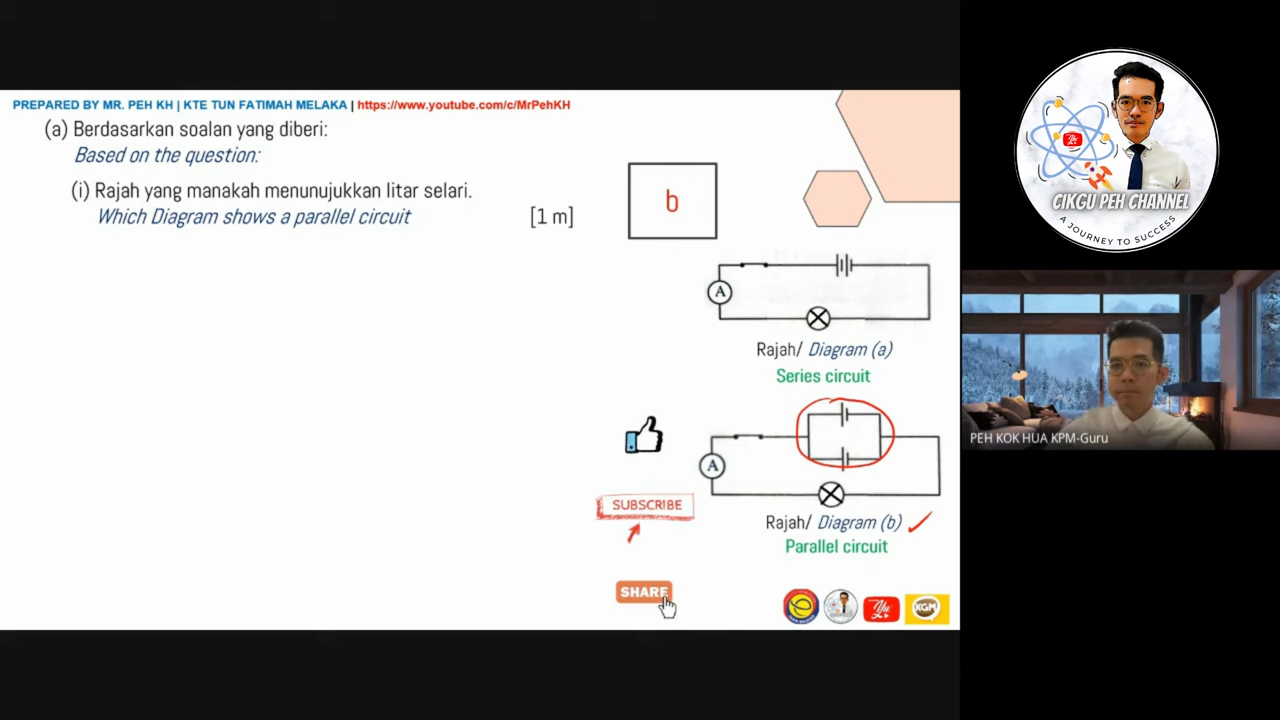 PREPARED BY MR. PEH KH | KTE TUN FATIMAH MELAKA | https://www.youtube.com/c/MrPehKH
(a) Berdasarkan soalan yang diberi:
Based on the question:
(i) Rajah yang manakah menunujukkan litar selari.
Which Diagram shows a parallel circuit
[1 m]
b
A
Rajah/ Diagram (a)
Series circuit
A
Rajah/ Diagram (b)
Parallel circuit
SUBSCRIBE
SHARE
KGM
CIKGU PEH CHANNEL
A JOURNEY TO SUCCESS
PEH KOK HUA KPM-Guru